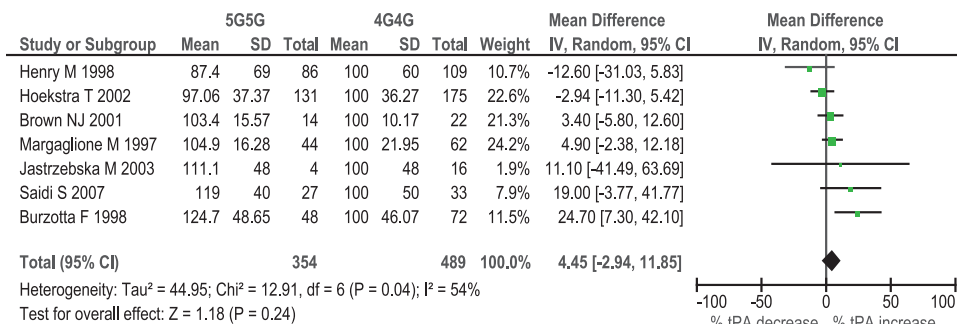 5G5G 4G4G Mean Difference Mean Difference
Study or Subgroup Mean SD Total Mean SD Total Weight IV, Random, 95% CI IV, Random, 95% CI
Henry M 1998 87.4 69 86 100 60 109 10.7% -12.60 [-31.03, 5.83]
Hoekstra T 2002 97.06 37.37 131 100 36.27 175 22.6% -2.94 [-11.30, 5.42]
Brown NJ 2001 103.4 15.57 14 100 10.17 22 21.3% 3.40 [-5.80, 12.60]
Margaglione M 1997 104.9 16.28 44 100 21.95 62 24.2% 4.90 [-2.38, 12.18]
Jastrzebska M 2003 111.1 48 4 100 48 16 1.9% 11.10 [-41.49, 63.69]
Saidi S 2007 119 40 27 100 50 33 7.9% 19.00 [-3.77, 41.77]
Burzotta F 1998 124.7 48.65 48 100 46.07 72 11.5% 24.70 [7.30, 42.10]
Total (95% CI) 354 489 100.0% 4.45 [-2.94, 11.85]
Heterogeneity: Tau² = 44.95; Chi² = 12.91, df = 6 (P = 0.04); I² = 54%
Test for overall effect: Z = 1.18 (P = 0.24)
-100 -50 0 50 100
% tPA decrease % tPA increase